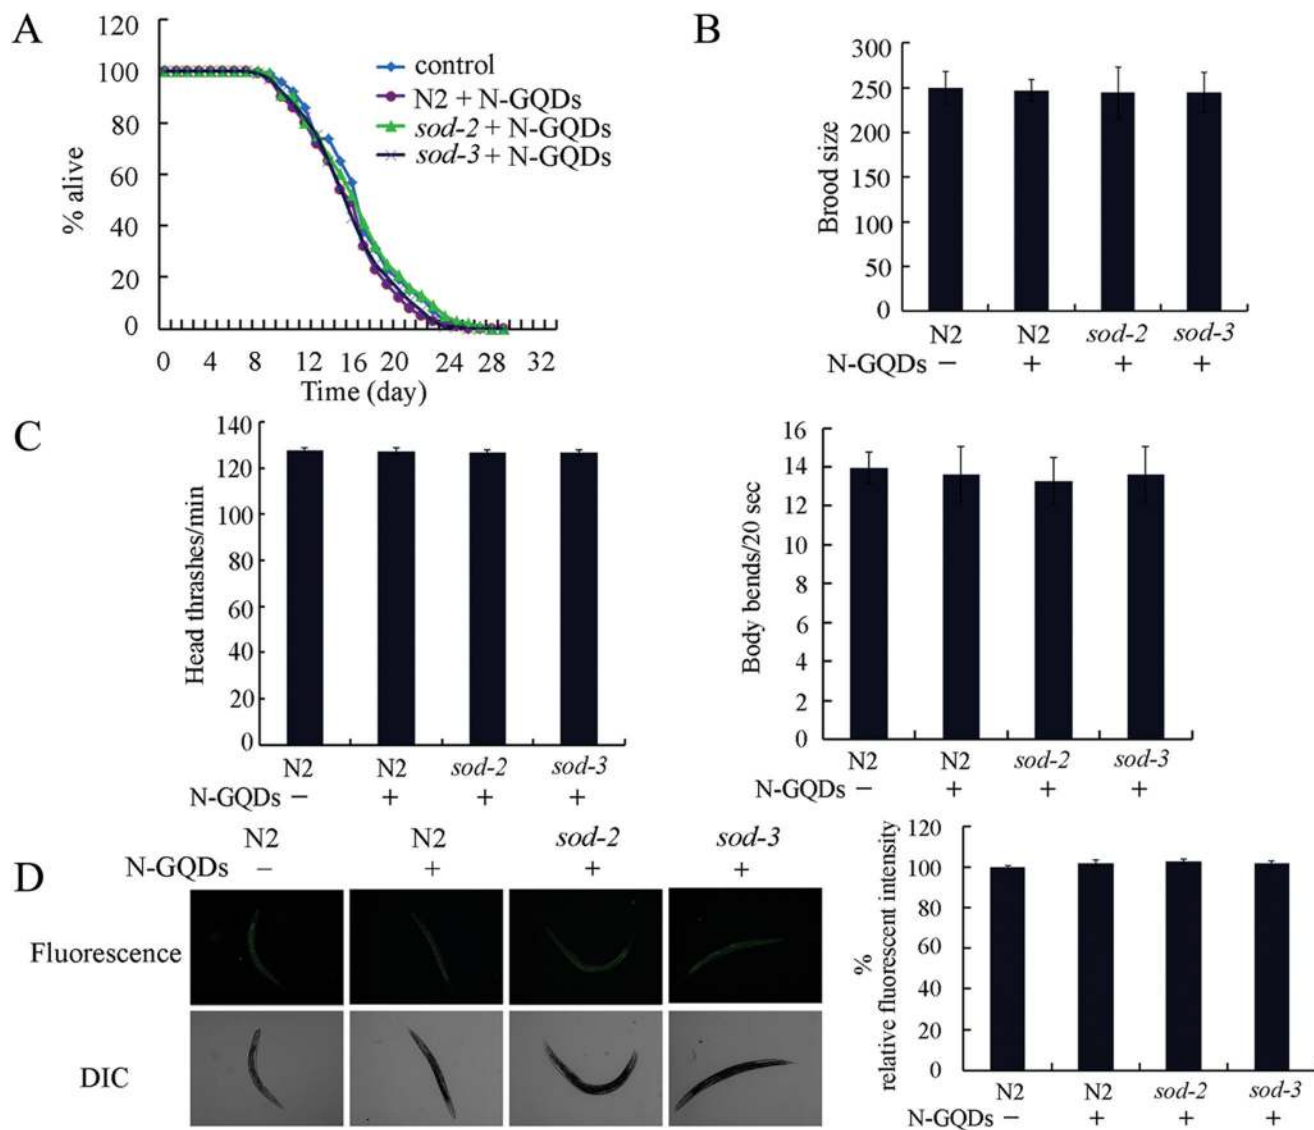 A
120
100
80
60
40
20
0
% alive
0 4 8 12 16 20 24 28 32
Time (day)
control
N2 + N-GQDs
sod-2 + N-GQDs
sod-3 + N-GQDs
B
300
250
200
150
100
50
0
Brood size
N2 N2 sod-2 sod-3
N-GQDs − + + +
C
140
120
100
120
80
60
40
20
0
Head thrashes/min
N2 N2 sod-2 sod-3
N-GQDs − + + +
16
14
12
10
8
6
4
2
0
Body bends/20 sec
N2 N2 sod-2 sod-3
N-GQDs − + + +
D
N2 N2 sod-2 sod-3
N-GQDs − + + +
Fluorescence
DIC
120
100
80
60
40
20
0
%
relative fluorescent intensity
N2 N2 sod-2 sod-3
N-GQDs − + + +